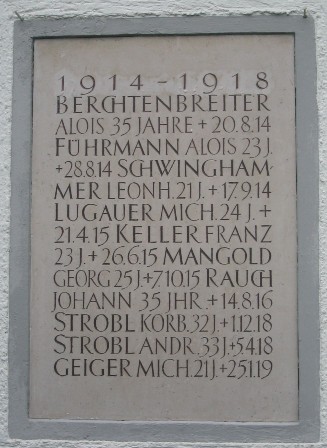 1914-1918
BERCHTENBREITER
ALOIS 35 JAHRE + 20.8.14
FÜHRMANN ALOIS 23 J.
+28.8.14 SCHWINGHAM-
MER LEONH. 21 J. + 17.9.14
LUGAUER MICH. 24 J. +
21.4.15 KELLER FRANZ
23 J. + 26.6.15 MANGOLD
GEORG 25 J. + 7.10.15 RAUCH
JOHANN 35 JHR. + 14.8.16
STROBL KORB. 32 J. + 1.12.18
STROBL ANDR. 33 J. + 5.4.18
GEIGER MICH. 21 J. + 25.1.19